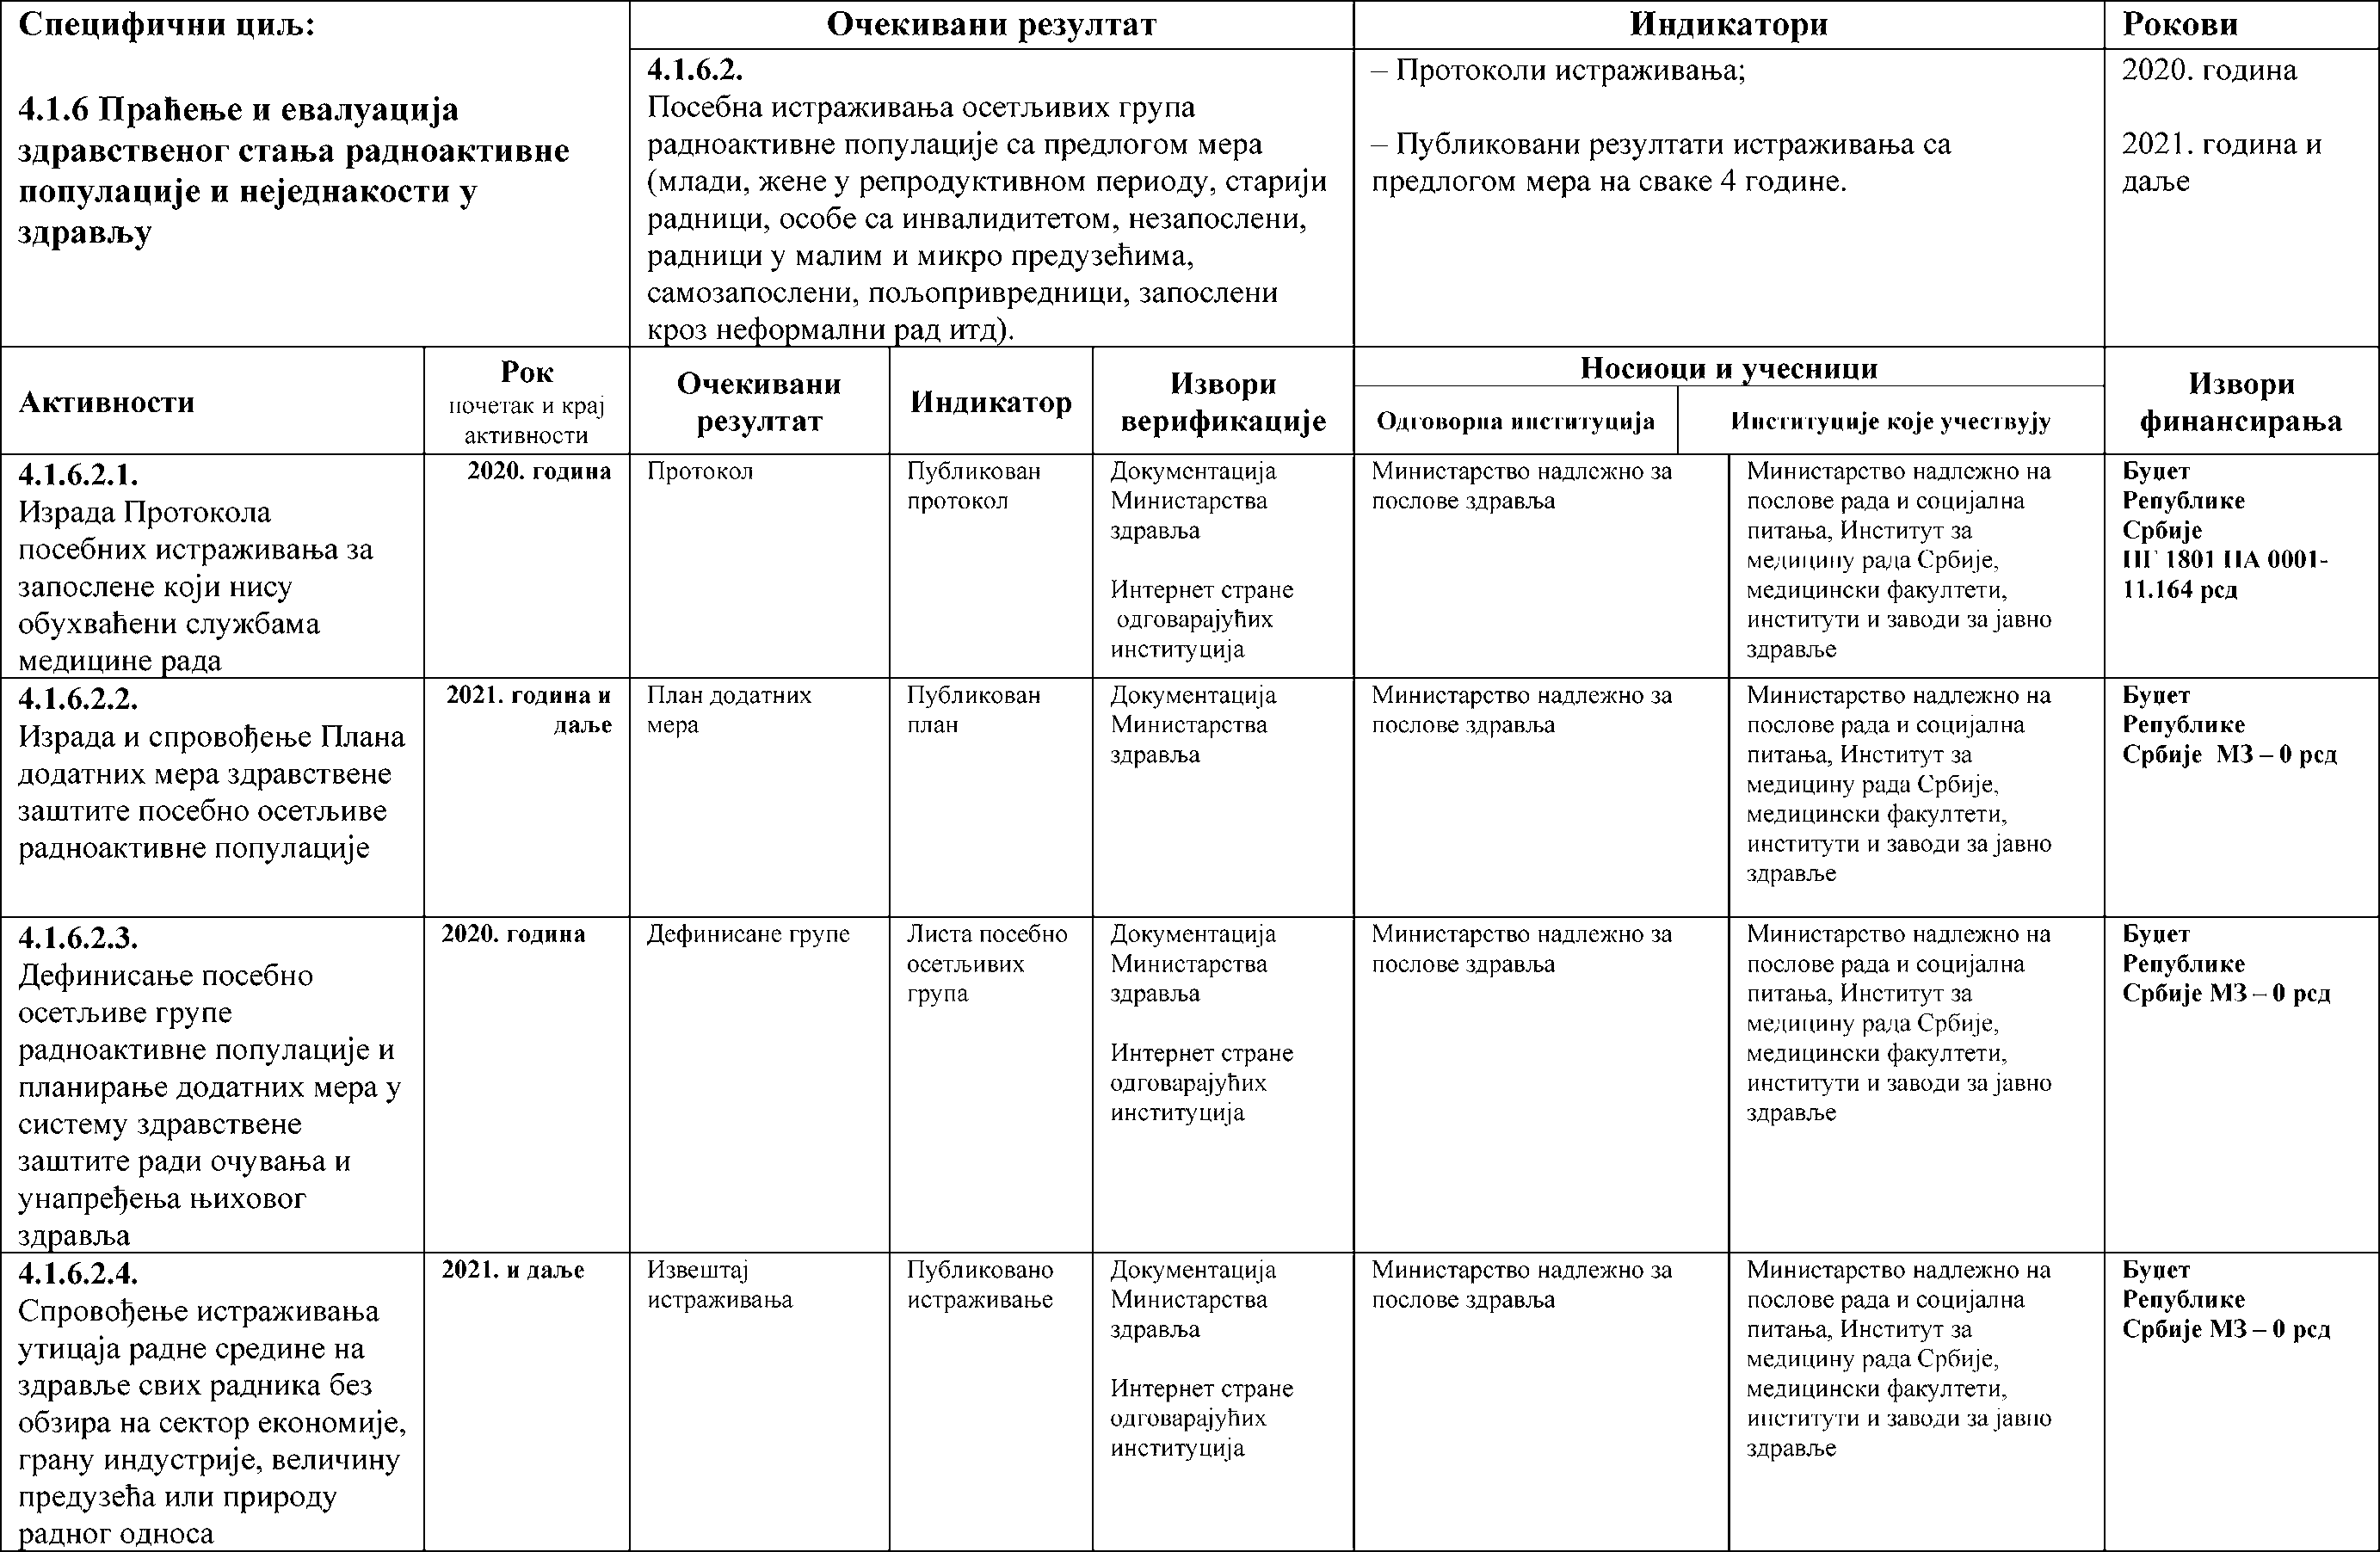 Специфични циљ:
4.1.6 Праћење и евалуација
здравственог стања радноактивне
популације и неједнакости у
здрављу
Очекивани резултат
4.1.6.2.
Посебна истраживања осетљивих група
радноактивне популације са предлогом мера
(млади, жене у репродуктивном периоду, старији
радници, особе са инвалидитетом, незапослени,
радници у малим и микро предузећима,
самозапослени, пољопривредници, запослени
кроз неформални рад итд).
Индикатори
– Протоколи истраживања;
– Публиковани резултати истраживања са
предлогом мера на сваке 4 године.
Рокови
2020. година
2021. година и
даље
Активности
Рок
почетак и крај
активности
Очекивани
резултат
Индикатор
Извори
верификације
Носиоци и учесници
Одговорна институција
Институције које учествују
Извори
финансирања
4.1.6.2.1.
Израда Протокола
посебних истраживања за
запослене који нису
обухваћени службама
медицине рада
2020. година
Протокол
Публикован
протокол
Документација
Министарства
здравља
Интернет стране
одговарајућих
институција
Министарство надлежно за
послове здравља
Министарство надлежно на
послове рада и социјална
питања, Институт за
медицину рада Србије,
медицински факултети,
институти и заводи за јавно
здравље
Буџет
Републике
Србије
ПГ 1801 ПА 0001-
11.164 рсд
4.1.6.2.2.
Израда и спровођење Плана
додатних мера здравствене
заштите посебно осетљиве
радноактивне популације
2021. година и
даље
План додатних
мера
Публикован
план
Документација
Министарства
здравља
Министарство надлежно за
послове здравља
Министарство надлежно на
послове рада и социјална
питања, Институт за
медицину рада Србије,
медицински факултети,
институти и заводи за јавно
здравље
Буџет
Републике
Србије МЗ – 0 рсд
4.1.6.2.3.
Дефинисање посебно
осетљиве групе
радноактивне популације и
планирање додатних мера у
систему здравствене
заштите ради очувања и
унапређења њиховог
здравља
2020. година
Дефинисане групе
Листа посебно
осетљивих
група
Документација
Министарства
здравља
Интернет стране
одговарајућих
институција
Министарство надлежно за
послове здравља
Министарство надлежно на
послове рада и социјална
питања, Институт за
медицину рада Србије,
медицински факултети,
институти и заводи за јавно
здравље
Буџет
Републике
Србије МЗ – 0 рсд
4.1.6.2.4.
Спровођење истраживања
утицаја радне средине на
здравље свих радника без
обзира на сектор економије,
грану индустрије, величину
предузећа или природу
радног односа
2021. и даље
Извештај
истраживања
Публиковано
истраживање
Документација
Министарства
здравља
Интернет стране
одговарајућих
институција
Министарство надлежно за
послове здравља
Министарство надлежно на
послове рада и социјална
питања, Институт за
медицину рада Србије,
медицински факултети,
институти и заводи за јавно
здравље
Буџет
Републике
Србије МЗ – 0 рсд